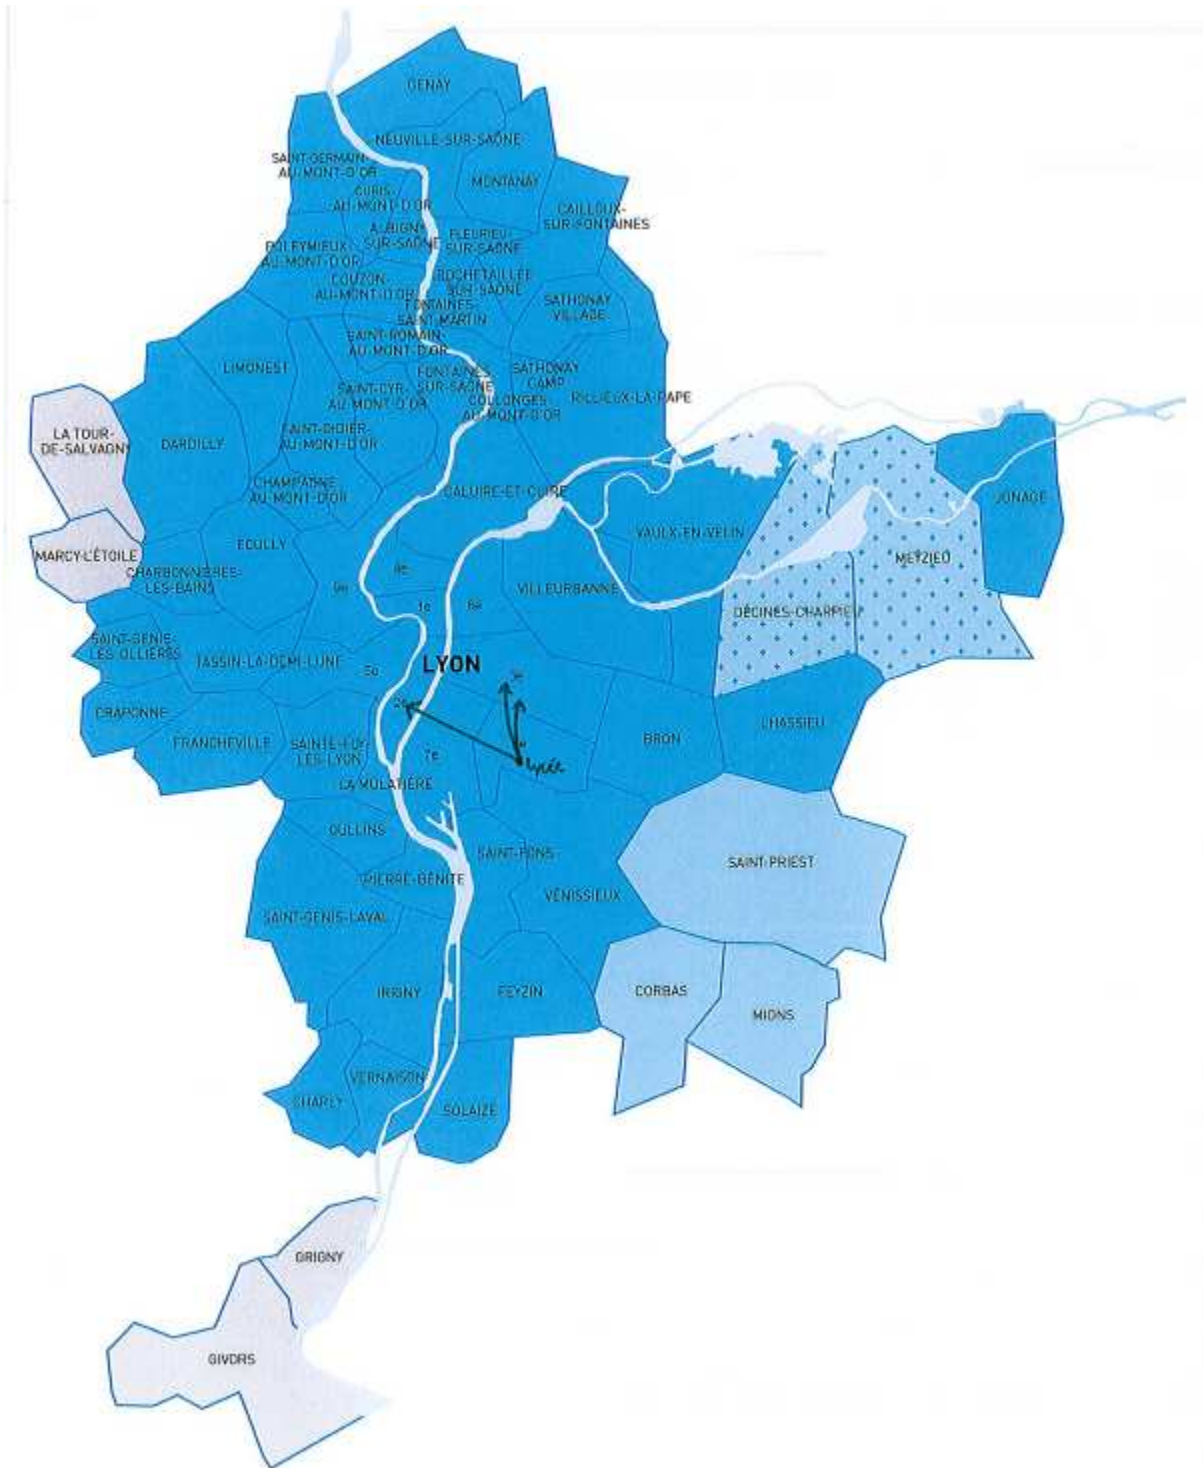 GENAY
NEUVILLE-SUR-SAÔNE
SAINT-GERMAIN-
AU-MONT-D'OR
MONTANAY
CURIS-
AU-MONT-D'OR
CAILLOUX-
SUR-FONTAINES
ALBIGNY-
SUR-SAÔNE
FLEURIEU-
SUR-SAÔNE
POLEYMIEUX-
AU-MONT-D'OR
COUZON-
AU-MONT-D'OR
ROCHETAILLÉE
SUR-SAÔNE
FONTAINES-
SAINT-MARTIN
SATHONAY
VILLAGE
SAINT-ROMAIN-
AU-MONT-D'OR
LIMONEST
FONTAINES
SUR-SAÔNE
SATHONAY
CAMP
SAINT-CYR-
AU-MONT-D'OR
COLLONGES-
AU-MONT-D'OR
RILLIEUX-LA-PAPE
LA TOUR-
DE-SALVAGNY
DARDILLY
SAINT-DIDIER-
AU-MONT-D'OR
CHAMPAGNE
AU-MONT-D'OR
CALUIRE-ET-CUIRE
JONAGE
MARCY-L'ÉTOILE
ECULLY
VAULX-EN-VELIN
MEYZIEU
CHARBONNIÈRES-
LES-BAINS
9e
4e
VILLEURBANNE
1e
6e
DÉCINES-CHARPIEU
SAINT-GENIS-
LES-OLLIÈRES
TASSIN-LA-DEMI-LUNE
5e
LYON
3e
2e
CRAPONNE
FRANCHEVILLE
SAINTE-FOY-
LÈS-LYON
7e
lycée
BRON
CHASSIEU
LA MULATIÈRE
OULLINS
SAINT-FONS
SAINT-PRIEST
PIERRE-BÉNITE
VÉNISSIEUX
SAINT-GENIS-LAVAL
IRIGNY
FEYZIN
CORBAS
MIONS
VERNAISON
CHARLY
SOLAIZE
GRIGNY
GIVORS